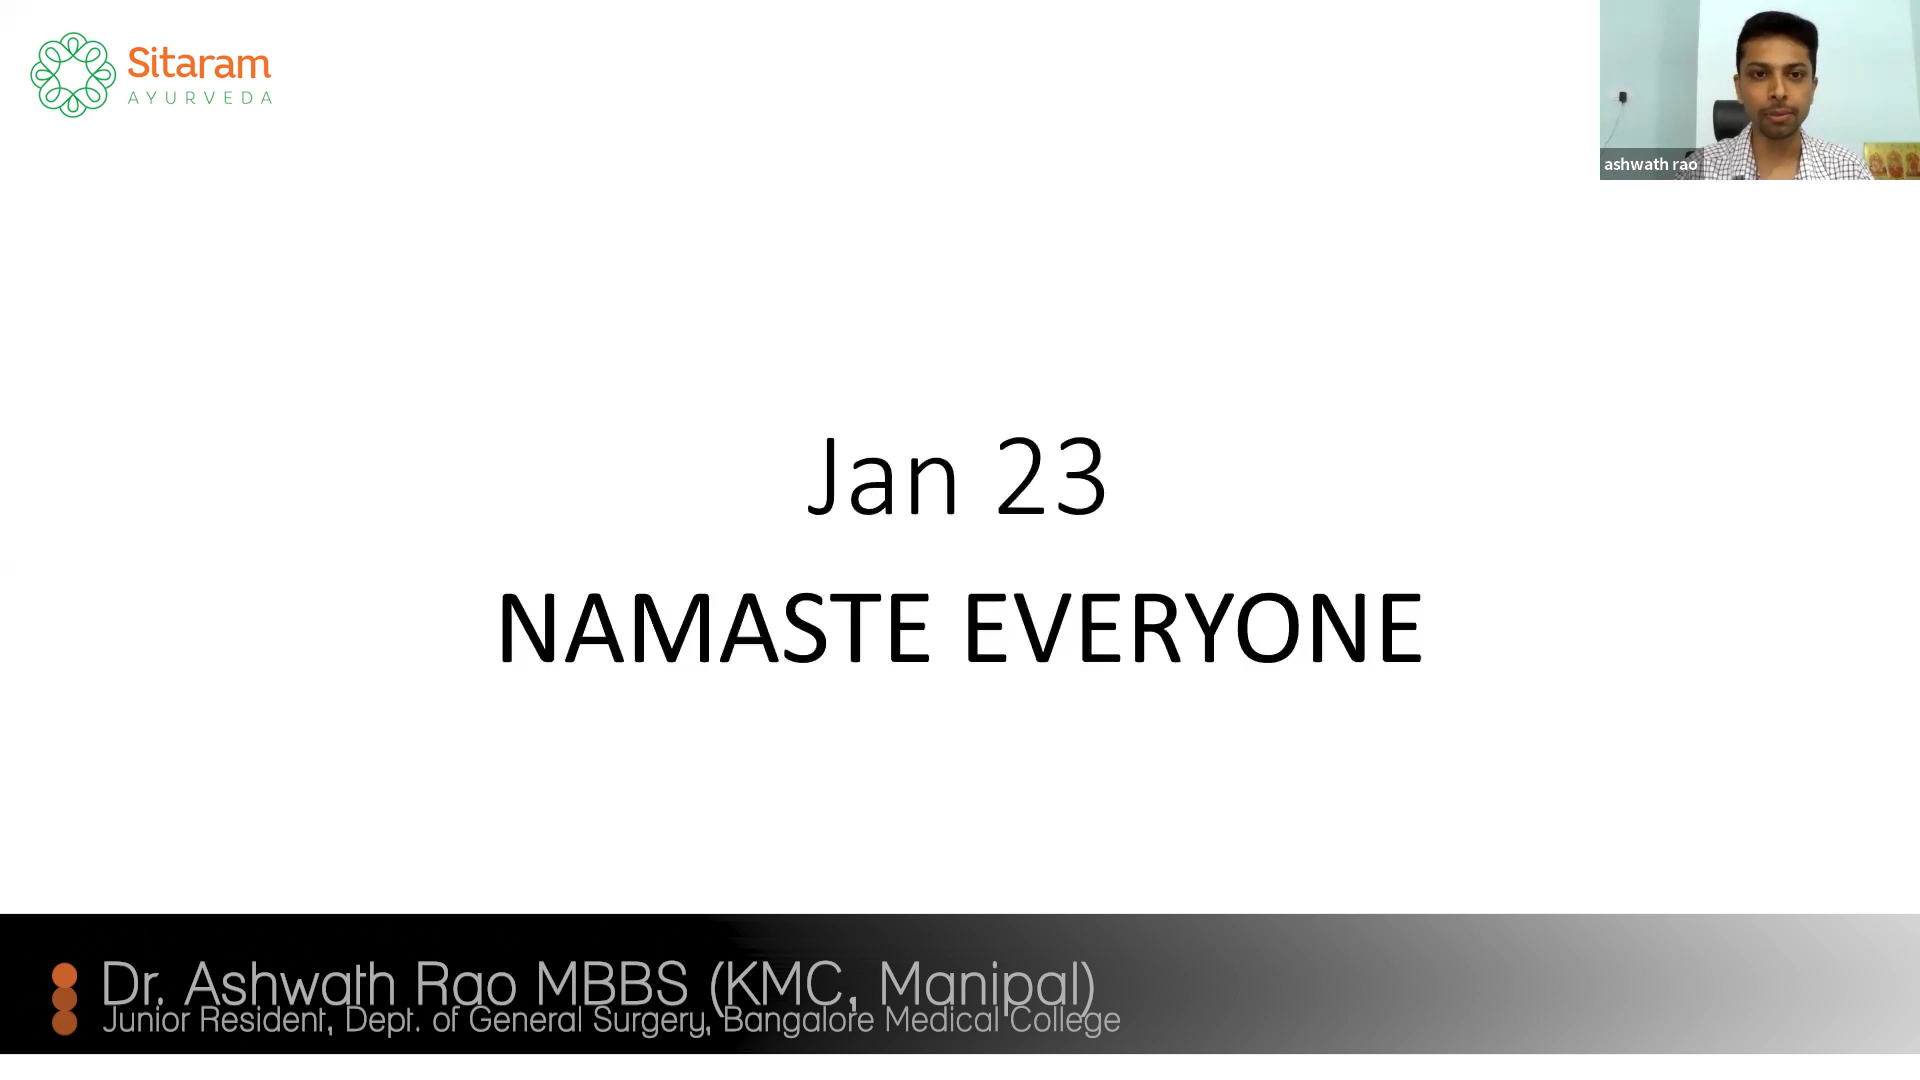 Sitaram
AYURVEDA
ashwath rao
Jan 23
NAMASTE EVERYONE
Dr. Ashwath Rao MBBS (KMC, Manipal)
Junior Resident, Dept. of General Surgery, Bangalore Medical College